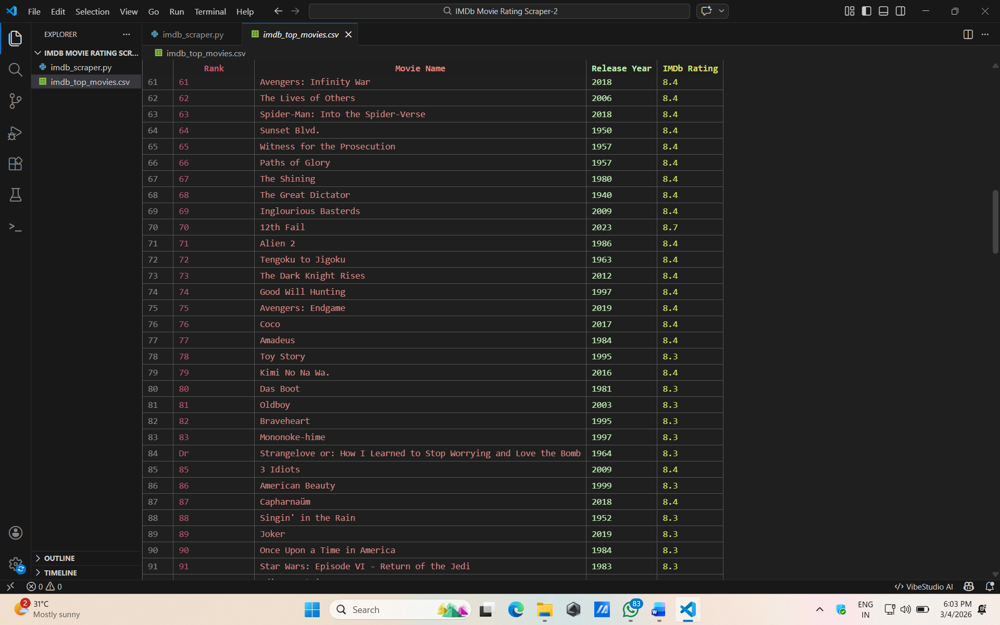 File Edit Selection View Go Run Terminal Help IMDb Movie Rating Scraper-2
EXPLORER
IMDB MOVIE RATING SCR...
imdb_scraper.py
imdb_top_movies.csv
OUTLINE
TIMELINE
imdb_scraper.py imdb_top_movies.csv
imdb_top_movies.csv
Rank Movie Name Release Year IMDb Rating
61 61 Avengers: Infinity War 2018 8.4
62 62 The Lives of Others 2006 8.4
63 63 Spider-Man: Into the Spider-Verse 2018 8.4
64 64 Sunset Blvd. 1950 8.4
65 65 Witness for the Prosecution 1957 8.4
66 66 Paths of Glory 1957 8.4
67 67 The Shining 1980 8.4
68 68 The Great Dictator 1940 8.4
69 69 Inglourious Basterds 2009 8.4
70 70 12th Fail 2023 8.7
71 71 Alien 2 1986 8.4
72 72 Tengoku to Jigoku 1963 8.4
73 73 The Dark Knight Rises 2012 8.4
74 74 Good Will Hunting 1997 8.4
75 75 Avengers: Endgame 2019 8.4
76 76 Coco 2017 8.4
77 77 Amadeus 1984 8.4
78 78 Toy Story 1995 8.3
79 79 Kimi No Na Wa. 2016 8.4
80 80 Das Boot 1981 8.3
81 81 Oldboy 2003 8.3
82 82 Braveheart 1995 8.3
83 83 Mononoke-hime 1997 8.3
84 Dr Strangelove or: How I Learned to Stop Worrying and Love the Bomb 1964 8.3
85 85 3 Idiots 2009 8.4
86 86 American Beauty 1999 8.3
87 87 Capharnaüm 2018 8.4
88 88 Singin' in the Rain 1952 8.3
89 89 Joker 2019 8.3
90 90 Once Upon a Time in America 1984 8.3
91 91 Star Wars: Episode VI - Return of the Jedi 1983 8.3
0 0 VibeStudio AI
2 31°C
Mostly sunny
Search
83
W
ENG
IN
6:03 PM
3/4/2026